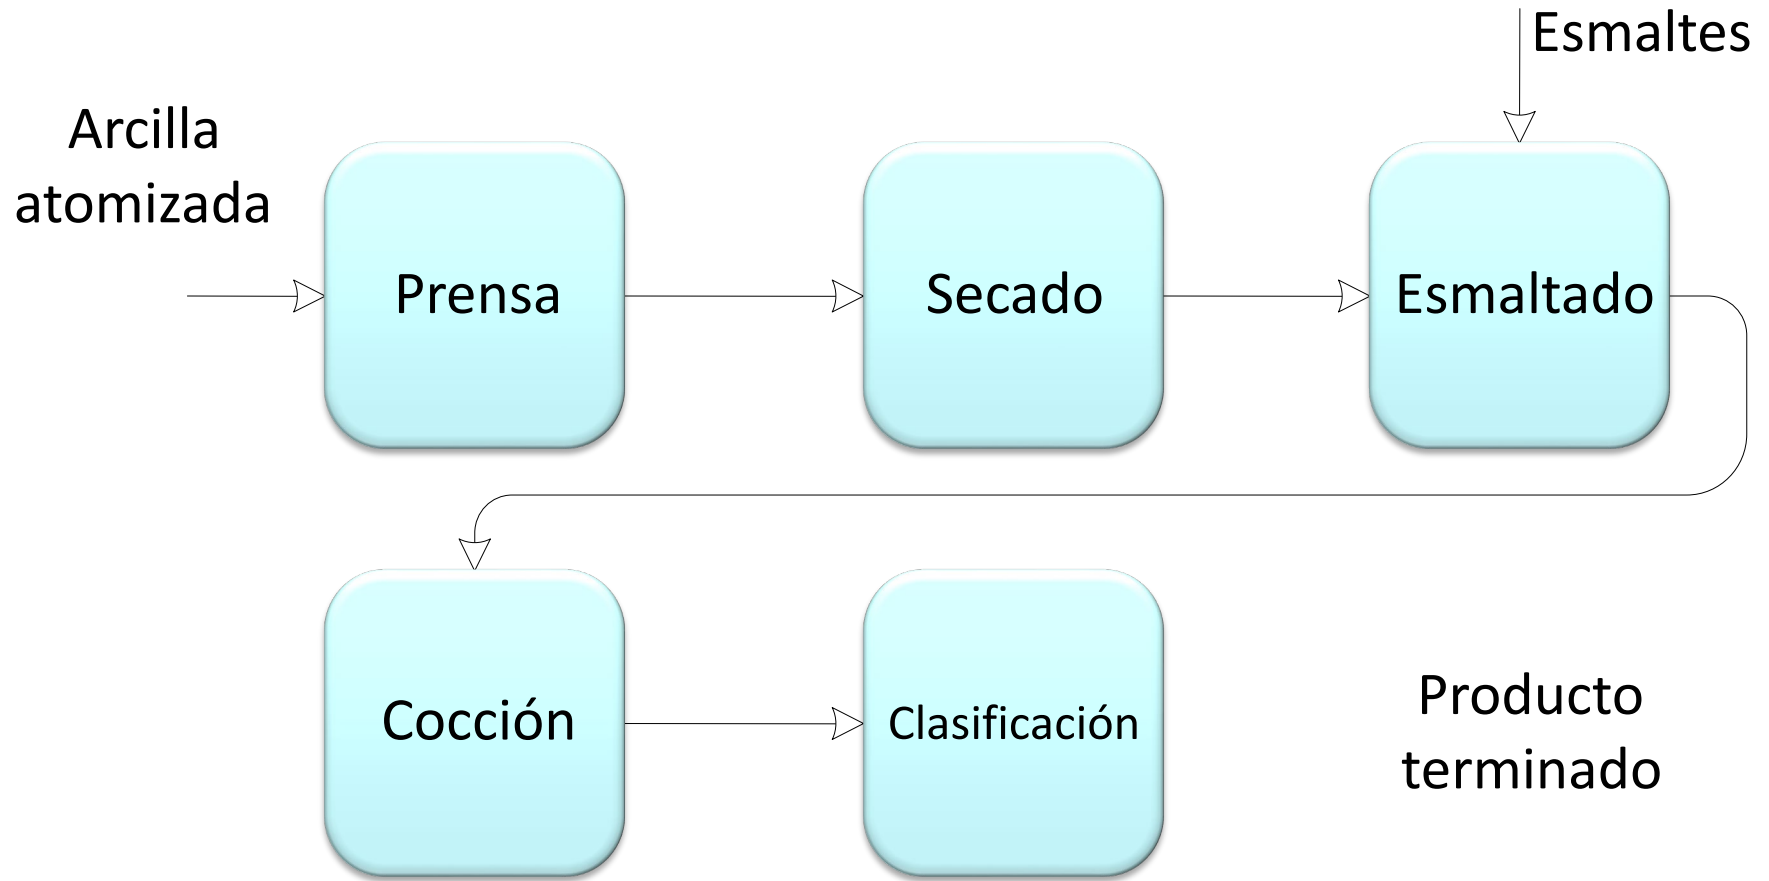 Esmaltes
Arcilla
atomizada
Prensa
Secado
Esmaltado
Cocción
Clasificación
Producto
terminado